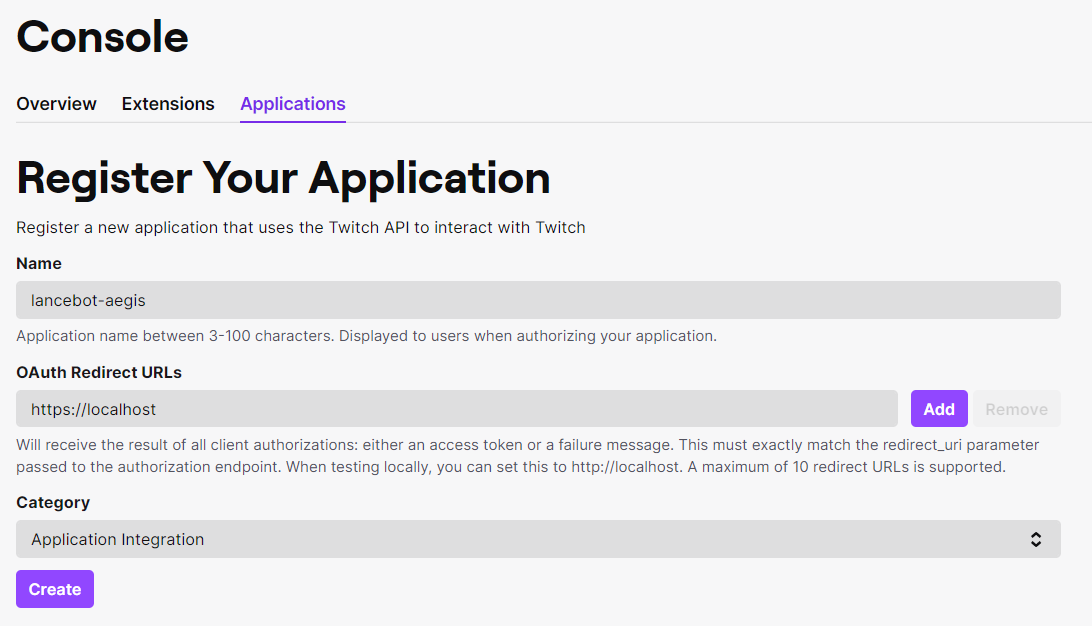 Console
Overview Extensions Applications
Register Your Application
Register a new application that uses the Twitch API to interact with Twitch
Name
lancebot-aegis
Application name between 3-100 characters. Displayed to users when authorizing your application.
OAuth Redirect URLs
https://localhost Add Remove
Will receive the result of all client authorizations: either an access token or a failure message. This must exactly match the redirect_uri parameter
passed to the authorization endpoint. When testing locally, you can set this to http://localhost. A maximum of 10 redirect URLs is supported.
Category
Application Integration
Create